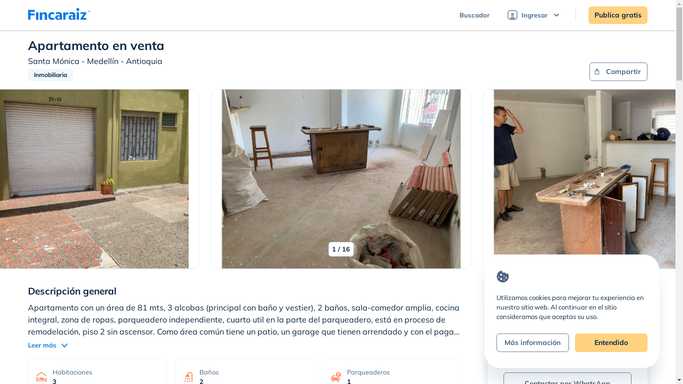 Fincaraiz
Buscador
Ingresar
Publica gratis
Apartamento en venta
Santa Mónica - Medellín - Antioquia
Inmobiliaria
Compartir
1 / 16
Descripción general
Apartamento con un área de 81 mts, 3 alcobas (principal con baño y vestier), 2 baños, sala-comedor amplia, cocina
integral, zona de ropas, parqueadero independiente, cuarto util en la parte del parqueadero, está en proceso de
remodelación, piso 2 sin ascensor. Como área común tiene un patio, un garage que tienen arrendado y con el paga...
Leer más
Habitaciones
3
Baños
2
Parqueaderos
1
Utilizamos cookies para mejorar tu experiencia en
nuestro sitio web. Al continuar en el sitio
consideramos que aceptas su uso.
Más información
Entendido
Contactar por WhatsApp